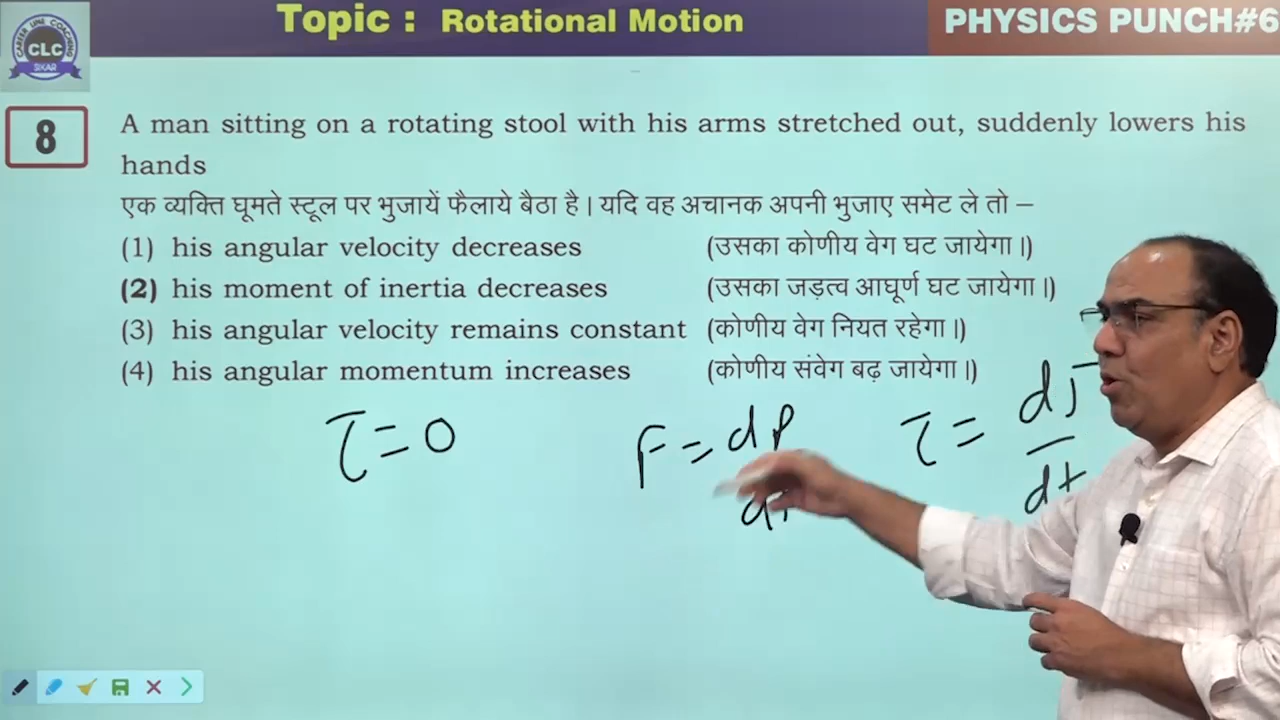 Topic : Rotational Motion
PHYSICS PUNCH#6
CAREER LINE COACHING
CLC
SIKAR
8
A man sitting on a rotating stool with his arms stretched out, suddenly lowers his
hands
एक व्यक्ति घूमते स्टूल पर भुजायें फैलाये बैठा है। यदि वह अचानक अपनी भुजाए समेट ले तो –
(1) his angular velocity decreases (उसका कोणीय वेग घट जायेगा।)
(2) his moment of inertia decreases (उसका जड़त्व आघूर्ण घट जायेगा।)
(3) his angular velocity remains constant (कोणीय वेग नियत रहेगा।)
(4) his angular momentum increases (कोणीय संवेग बढ़ जायेगा।)
τ = 0
F = dP
τ = dJ
dt